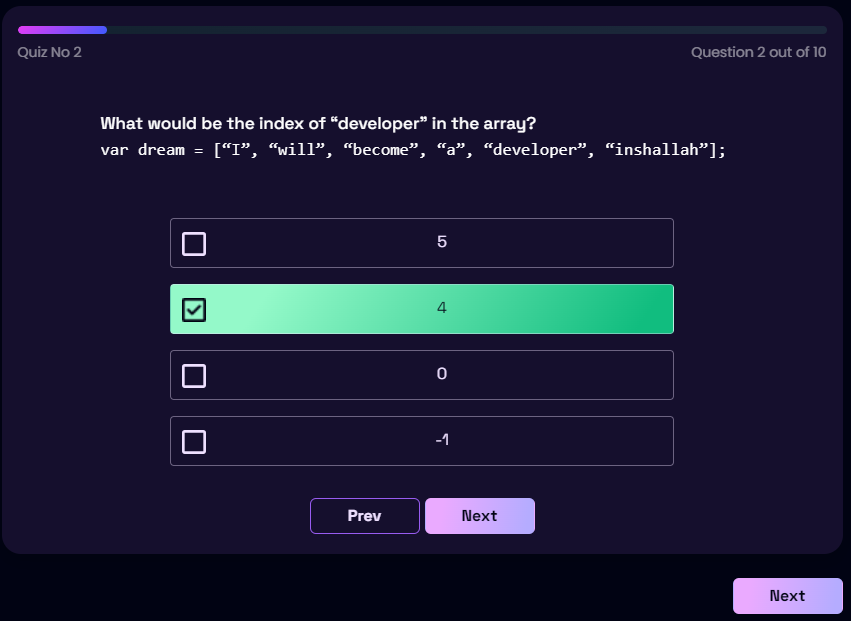 Quiz No 2
Question 2 out of 10
What would be the index of “developer” in the array?
var dream = [“I”, “will”, “become”, “a”, “developer”, “inshallah”];
5
4
0
-1
Prev
Next
Next